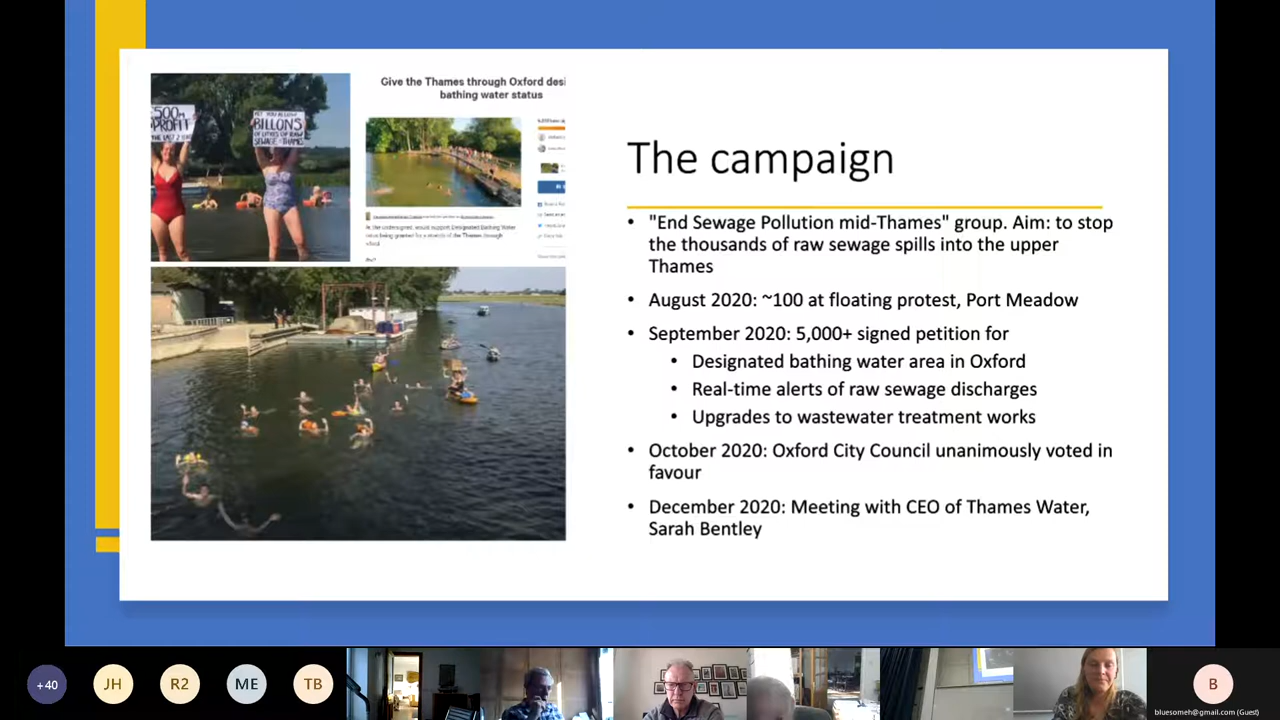 500m
PROFIT
BILLONS
SEWAGE
Give the Thames through Oxford desi
bathing water status
The campaign
• "End Sewage Pollution mid-Thames" group. Aim: to stop
the thousands of raw sewage spills into the upper
Thames
• August 2020: ~100 at floating protest, Port Meadow
• September 2020: 5,000+ signed petition for
• Designated bathing water area in Oxford
• Real-time alerts of raw sewage discharges
• Upgrades to wastewater treatment works
• October 2020: Oxford City Council unanimously voted in
favour
• December 2020: Meeting with CEO of Thames Water,
Sarah Bentley
+40
JH
R2
ME
TB
B
bluesomeh@gmail.com (Guest)